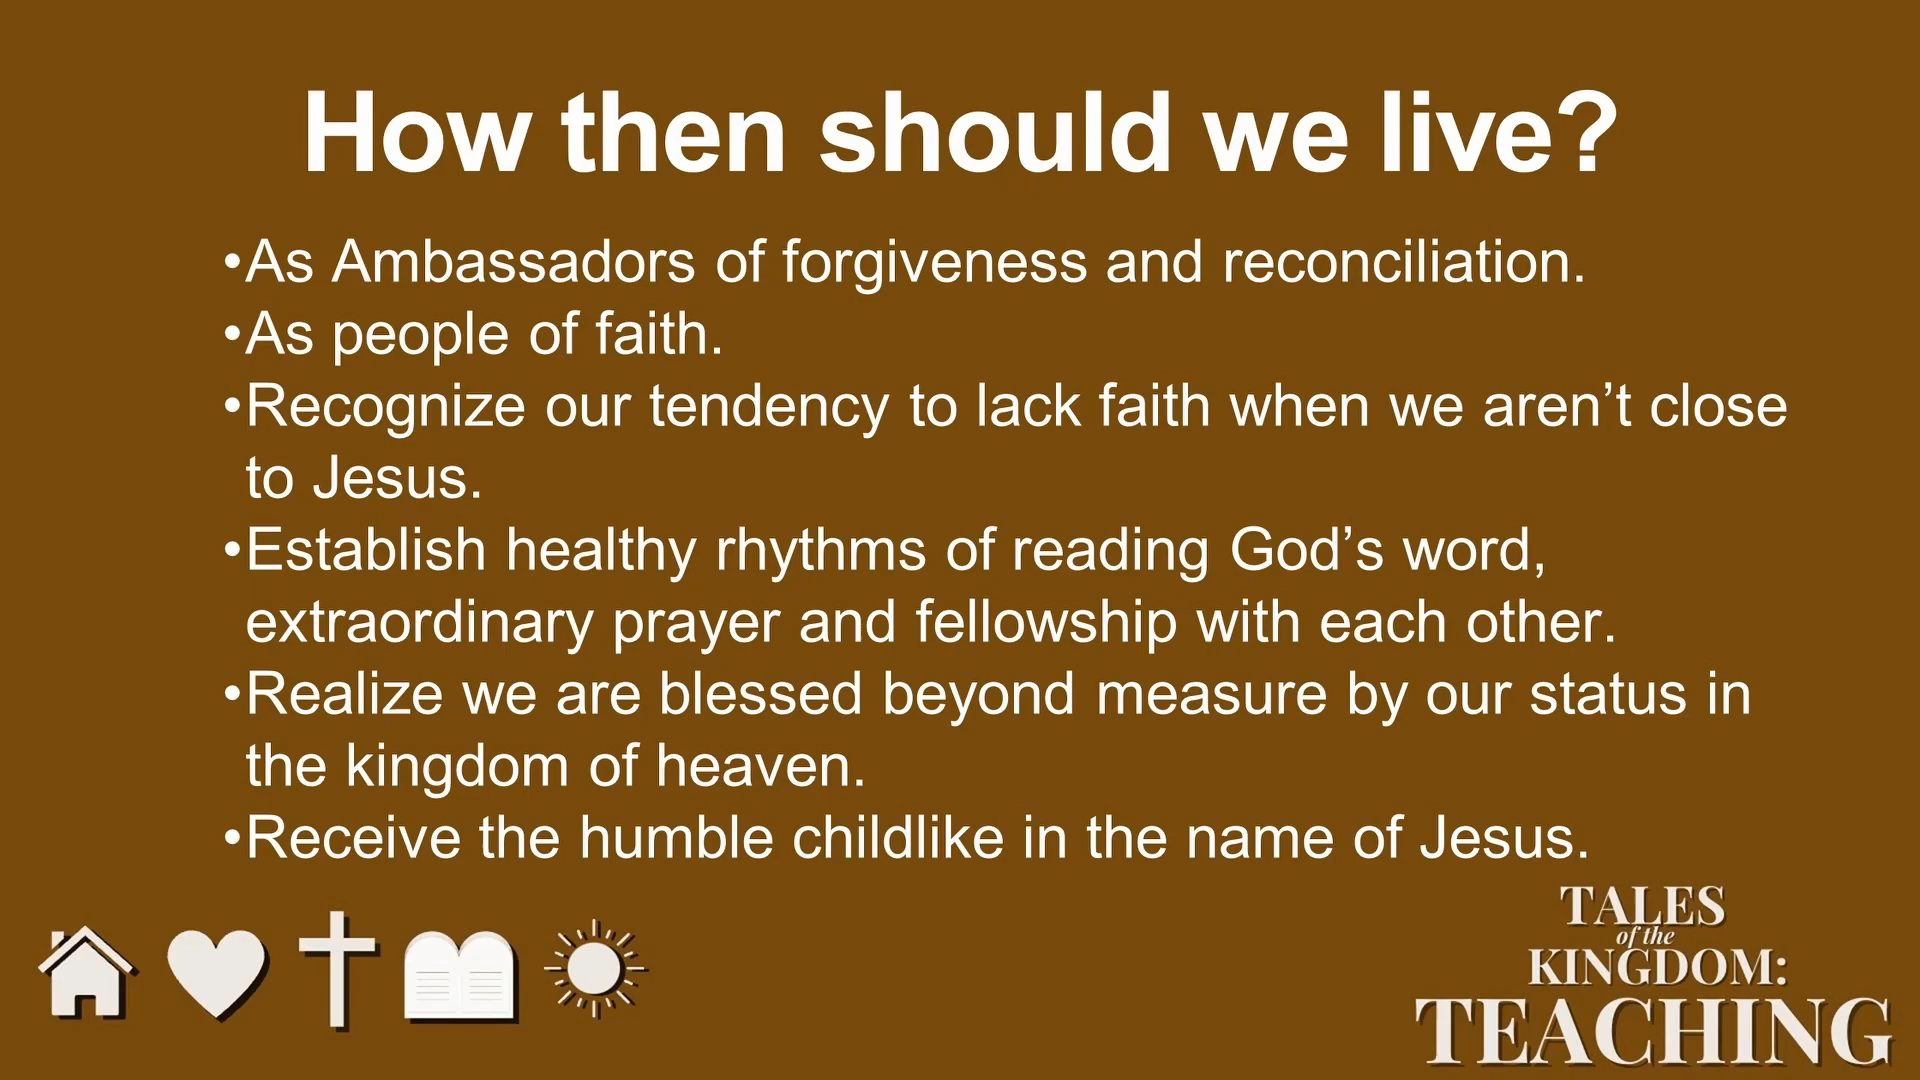 How then should we live?
•As Ambassadors of forgiveness and reconciliation.
•As people of faith.
•Recognize our tendency to lack faith when we aren’t close
to Jesus.
•Establish healthy rhythms of reading God’s word,
extraordinary prayer and fellowship with each other.
•Realize we are blessed beyond measure by our status in
the kingdom of heaven.
•Receive the humble childlike in the name of Jesus.
TALES
of the
KINGDOM:
TEACHING